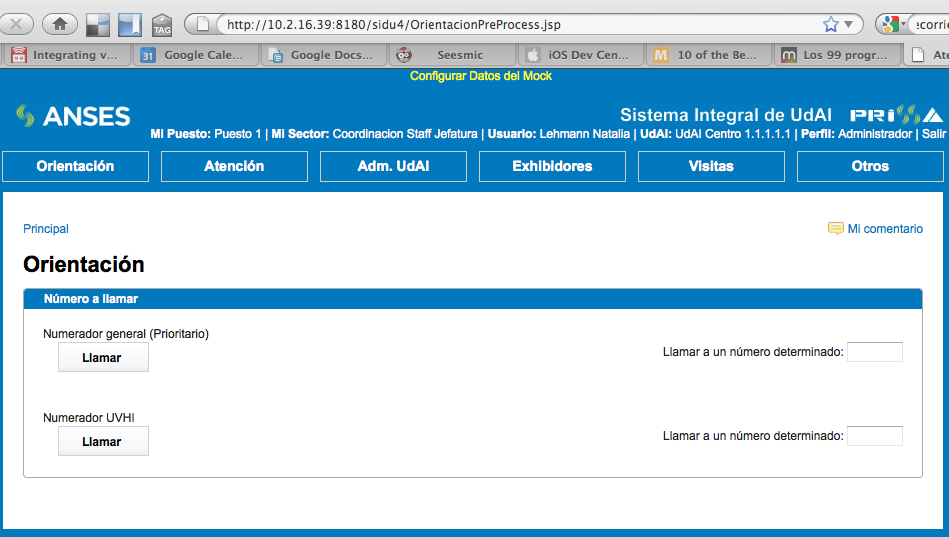 TAG
http://10.2.16.39:8180/sidu4/OrientacionPreProcess.jsp
Integrating v... 31 Google Cale... Google Docs... Seesmic iOS Dev Cen... M 10 of the Be... m Los 99 progr...
Configurar Datos del Mock
ANSES
Sistema Integral de UdAI PRISMA
Mi Puesto: Puesto 1 | Mi Sector: Coordinacion Staff Jefatura | Usuario: Lehmann Natalia | UdAI: UdAI Centro 1.1.1.1.1 | Perfil: Administrador | Salir
Orientación Atención Adm. UdAI Exhibidores Visitas Otros
Principal Mi comentario
Orientación
Número a llamar
Numerador general (Prioritario)
Llamar Llamar a un número determinado:
Numerador UVHI
Llamar Llamar a un número determinado: